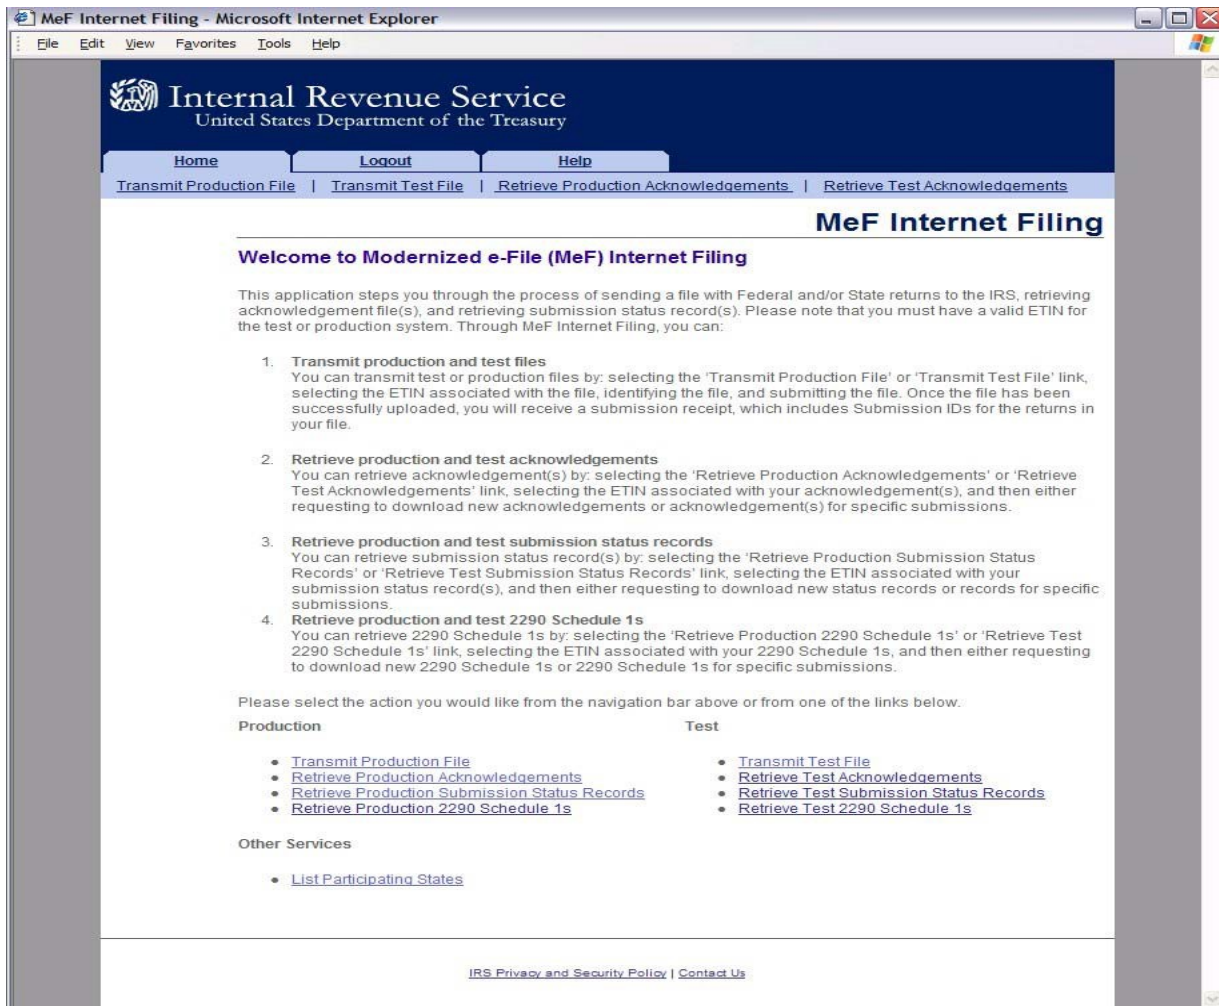 MeF Internet Filing - Microsoft Internet Explorer
File Edit View Favorites Tools Help
Internal Revenue Service
United States Department of the Treasury
Home Logout Help
Transmit Production File | Transmit Test File | Retrieve Production Acknowledgements | Retrieve Test Acknowledgements
MeF Internet Filing
Welcome to Modernized e-File (MeF) Internet Filing
This application steps you through the process of sending a file with Federal and/or State returns to the IRS, retrieving
acknowledgement file(s), and retrieving submission status record(s). Please note that you must have a valid ETIN for
the test or production system. Through MeF Internet Filing, you can:
1. Transmit production and test files
You can transmit test or production files by: selecting the 'Transmit Production File' or 'Transmit Test File' link,
selecting the ETIN associated with the file, identifying the file, and submitting the file. Once the file has been
successfully uploaded, you will receive a submission receipt, which includes Submission IDs for the returns in
your file.
2. Retrieve production and test acknowledgements
You can retrieve acknowledgement(s) by: selecting the 'Retrieve Production Acknowledgements' or 'Retrieve
Test Acknowledgements' link, selecting the ETIN associated with your acknowledgement(s), and then either
requesting to download new acknowledgements or acknowledgement(s) for specific submissions.
3. Retrieve production and test submission status records
You can retrieve submission status record(s) by: selecting the 'Retrieve Production Submission Status
Records' or 'Retrieve Test Submission Status Records' link, selecting the ETIN associated with your
submission status record(s), and then either requesting to download new status records or records for specific
submissions.
4. Retrieve production and test 2290 Schedule 1s
You can retrieve 2290 Schedule 1s by: selecting the 'Retrieve Production 2290 Schedule 1s' or 'Retrieve Test
2290 Schedule 1s' link, selecting the ETIN associated with your 2290 Schedule 1s, and then either requesting
to download new 2290 Schedule 1s or 2290 Schedule 1s for specific submissions.
Please select the action you would like from the navigation bar above or from one of the links below.
Production
• Transmit Production File
• Retrieve Production Acknowledgements
• Retrieve Production Submission Status Records
• Retrieve Production 2290 Schedule 1s
Test
• Transmit Test File
• Retrieve Test Acknowledgements
• Retrieve Test Submission Status Records
• Retrieve Test 2290 Schedule 1s
Other Services
• List Participating States
IRS Privacy and Security Policy | Contact Us